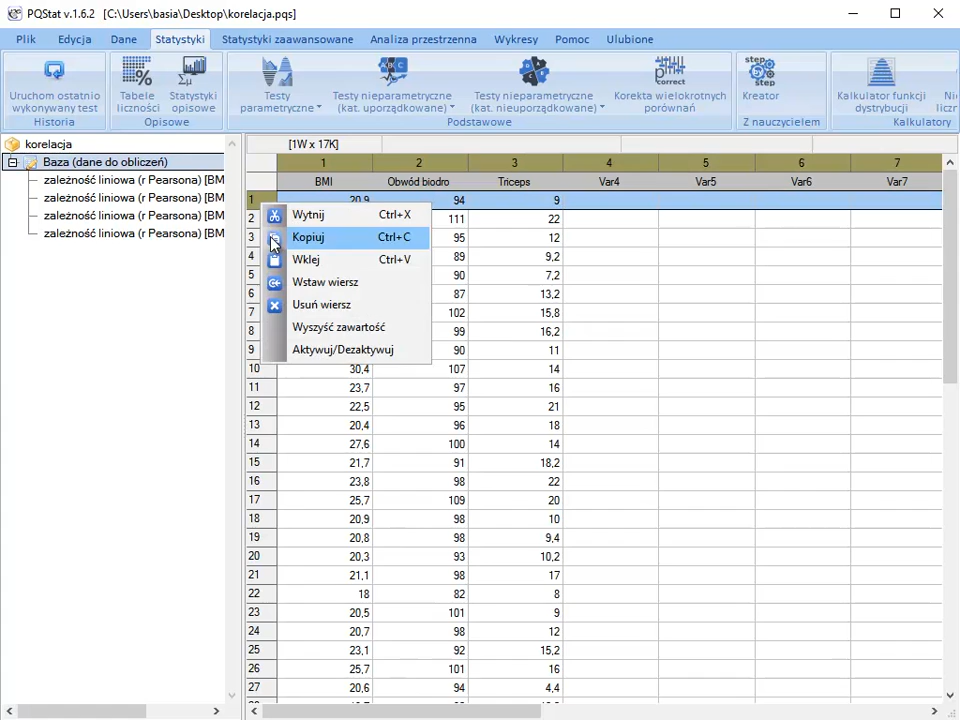 PQStat v.1.6.2 [C:\Users\basia\Desktop\korelacja.pqs]
Plik Edycja Dane Statystyki Statystyki zaawansowane Analiza przestrzenna Wykresy Pomoc Ulubione
Uruchom ostatnio wykonywany test
Historia
Tabele liczności
Statystyki opisowe
Opisowe
Testy parametryczne
Testy nieparametryczne (kat. uporządkowane)
Testy nieparametryczne (kat. nieuporządkowane)
correct
Korekta wielokrotnych porównań
Podstawowe
step step
Kreator
Z nauczycielem
Kalkulator funkcji dystrybucji
Kalkulatory
korelacja
Baza (dane do obliczeń)
zależność liniowa (r Pearsona) [BM
zależność liniowa (r Pearsona) [BM
zależność liniowa (r Pearsona) [BM
zależność liniowa (r Pearsona) [BM
[1W x 17K]
1 2 3 4 5 6 7
BMI Obwód biodro Triceps Var4 Var5 Var6 Var7
1 20,9 94 9
2 111 22
3 95 12
4 89 9,2
5 90 7,2
6 87 13,2
7 102 15,8
8 99 16,2
9 90 11
10 30,4 107 14
11 23,7 97 16
12 22,5 95 21
13 20,4 96 18
14 27,6 100 14
15 21,7 91 18,2
16 23,8 98 22
17 25,7 109 20
18 20,9 98 10
19 20,8 98 9,4
20 20,3 93 10,2
21 21,1 98 17
22 18 82 8
23 20,5 101 9
24 20,7 98 12
25 23,1 92 15,2
26 25,7 101 16
27 20,6 94 4,4
Wytnij Ctrl+X
Kopiuj Ctrl+C
Wklej Ctrl+V
Wstaw wiersz
Usuń wiersz
Wyszyść zawartość
Aktywuj/Dezaktywuj